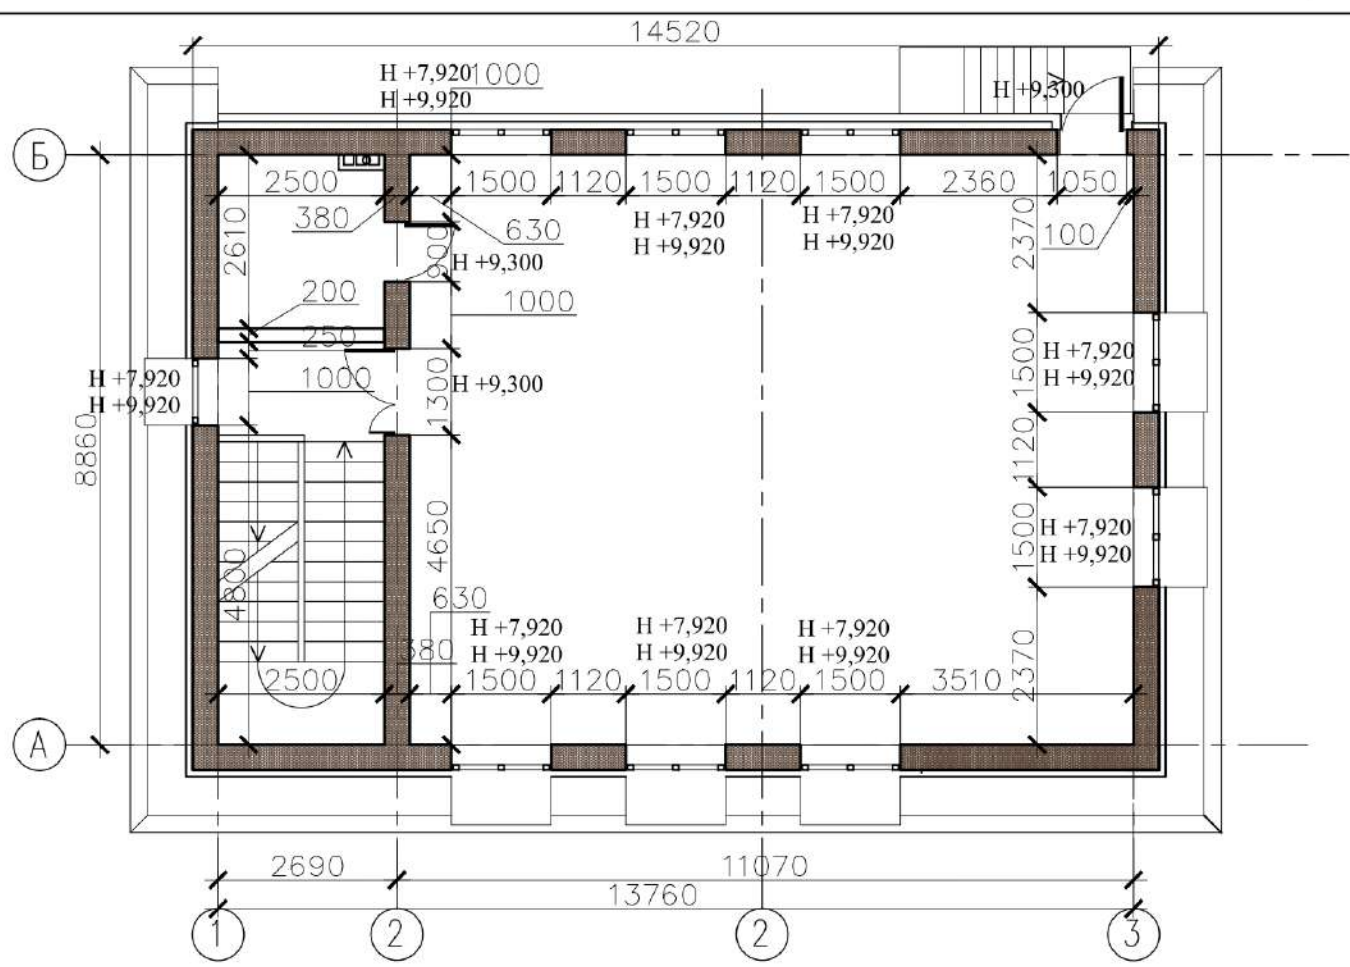 14520
H +7,920 1000
H +9,920
H +9,300
Б
2500 1500 1120 1500 1120 1500 2360 1050
380 630 H +7,920 H +7,920
H +9,920 H +9,920
100
2610
900
2370
H +9,300
200
1000
250
1000
H +7,920
H +9,920
1300
H +9,300
1500
H +7,920
H +9,920
8860
1120
4650
1500
H +7,920
H +9,920
4800
630
H +7,920 H +7,920 H +7,920
H +9,920 H +9,920 H +9,920
380
2500 1500 1120 1500 1120 1500 3510
2370
А
2690 11070
13760
1 2 2 3